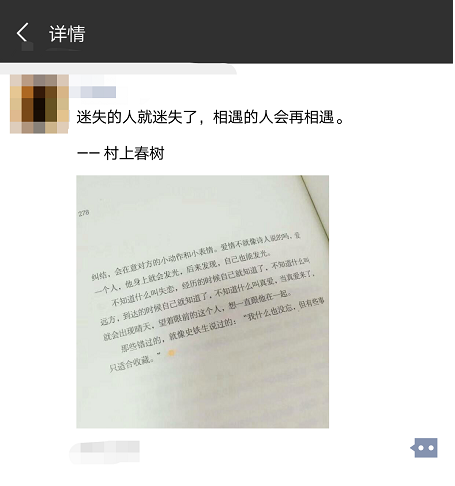 详情
迷失的人就迷失了，相遇的人会再相遇。
—— 村上春树
278
纠结，会在意对方的小动作和小表情。爱情不就像诗人说的吗，爱
一个人，他身上就会发光，后来发现，自己也能发光。
不知道什么叫失恋，经历的时候自己就知道了，不知道什么叫
远方，到达的时候自己就知道了，不知道什么叫真爱，当真爱来了，
就会出现晴天，望着眼前的这个人，想一直跟他在一起。
那些错过的，就像史铁生说过的：“我什么也没忘，但有些事
只适合收藏。”